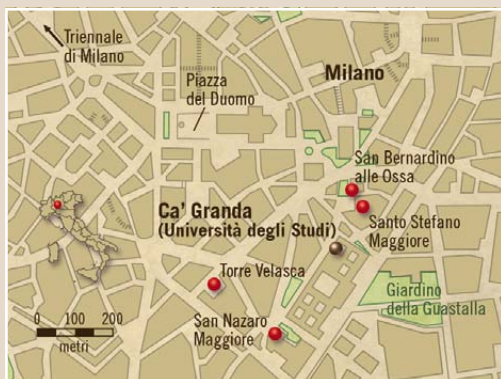 Triennale
di Milano
Piazza
del Duomo
Milano
San Bernardino
alle Ossa
Ca' Granda
(Università degli Studi)
Santo Stefano
Maggiore
Torre Velasca
Giardino
della Guastalla
San Nazaro
Maggiore
0 100 200
metri